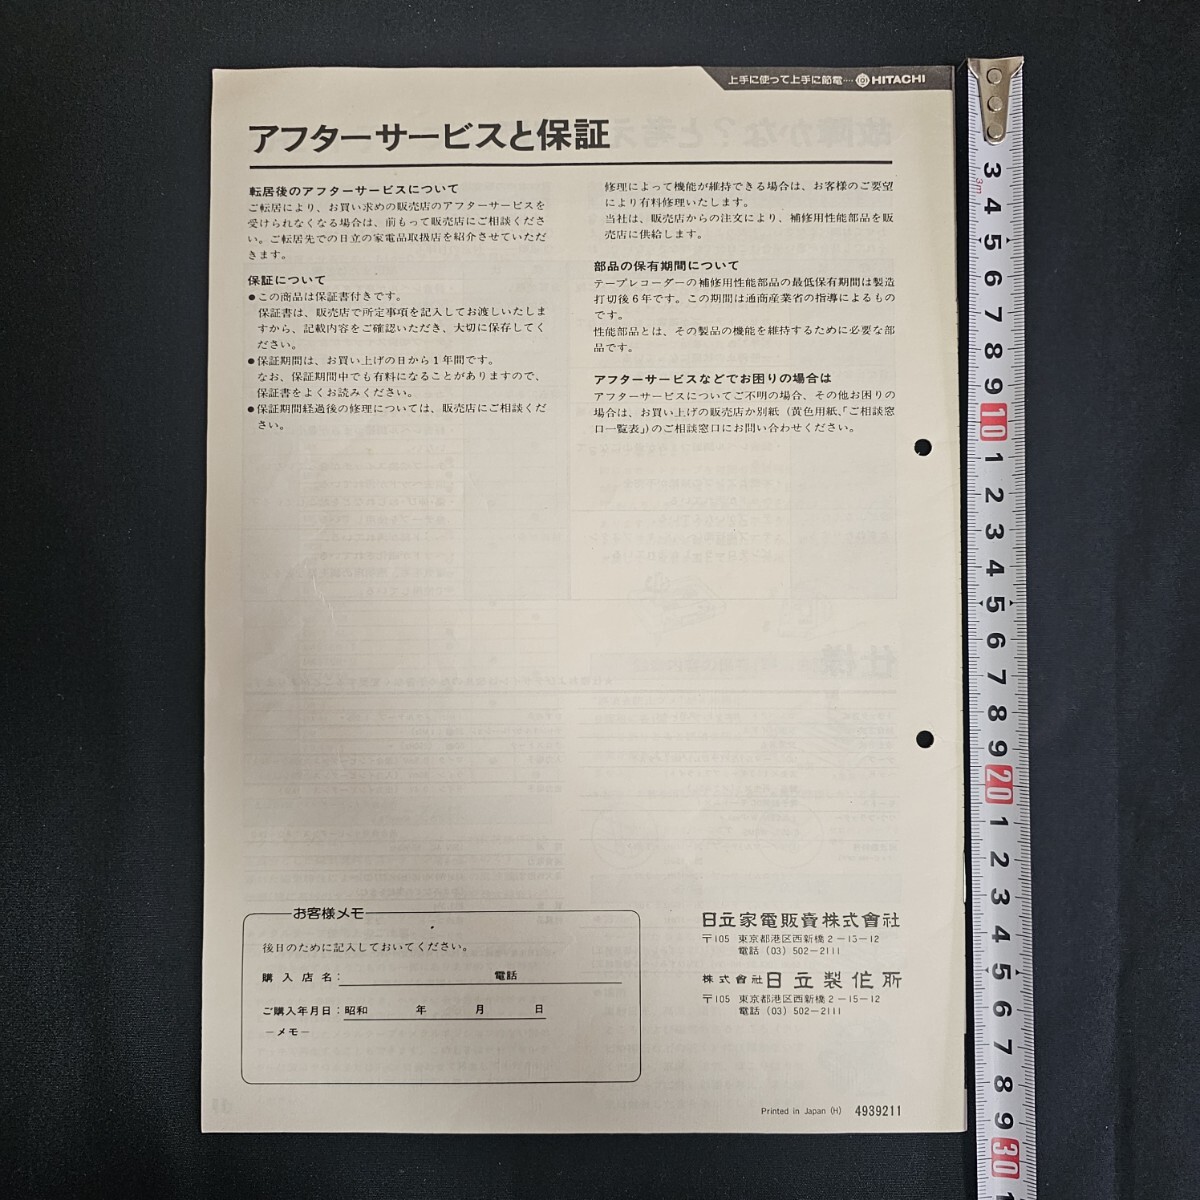 上手に使って上手に節電…… HITACHI
アフターサービスと保証
転居後のアフターサービスについて
ご転居により、お買い求めの販売店のアフターサービスを
受けられなくなる場合は、前もって販売店にご相談くださ
い。ご転居先での日立の家電品取扱店を紹介させていただ
きます。
保証について
●この商品は保証書付きです。
保証書は、販売店で所定事項を記入してお渡しいたしま
すから、記載内容をご確認いただき、大切に保存してく
ださい。
●保証期間は、お買い上げの日から1年間です。
なお、保証期間中でも有料になることがありますので、
保証書をよくお読みください。
●保証期間経過後の修理については、販売店にご相談くだ
さい。
修理によって機能が維持できる場合は、お客様のご要望
により有料修理いたします。
当社は、販売店からの注文により、補修用性能部品を販
売店に供給します。
部品の保有期間について
テープレコーダーの補修用性能部品の最低保有期間は製造
打切後6年です。この期間は通商産業省の指導によるもの
です。
性能部品とは、その製品の機能を維持するために必要な部
品です。
アフターサービスなどでお困りの場合は
アフターサービスについてご不明の場合、その他お困りの
場合は、お買い上げの販売店か別紙（黄色用紙、「ご相談窓
口一覧表」）のご相談窓口にお問い合わせください。
お客様メモ
後日のために記入しておいてください。
購入店名： 電話
ご購入年月日：昭和 年 月 日
－メモ－
日立家電販賣株式會社
〒105 東京都港区西新橋2－15－12
電話（03）502－2111
株式會社 日立製作所
〒105 東京都港区西新橋2－15－12
電話（03）502－2111
Printed in Japan (H) 4939211
3
3m
4
5
6
7
8
9
10
1
2
3
4
5
6
7
8
9
20
1
2
3
4
5
6
7
8
9
30